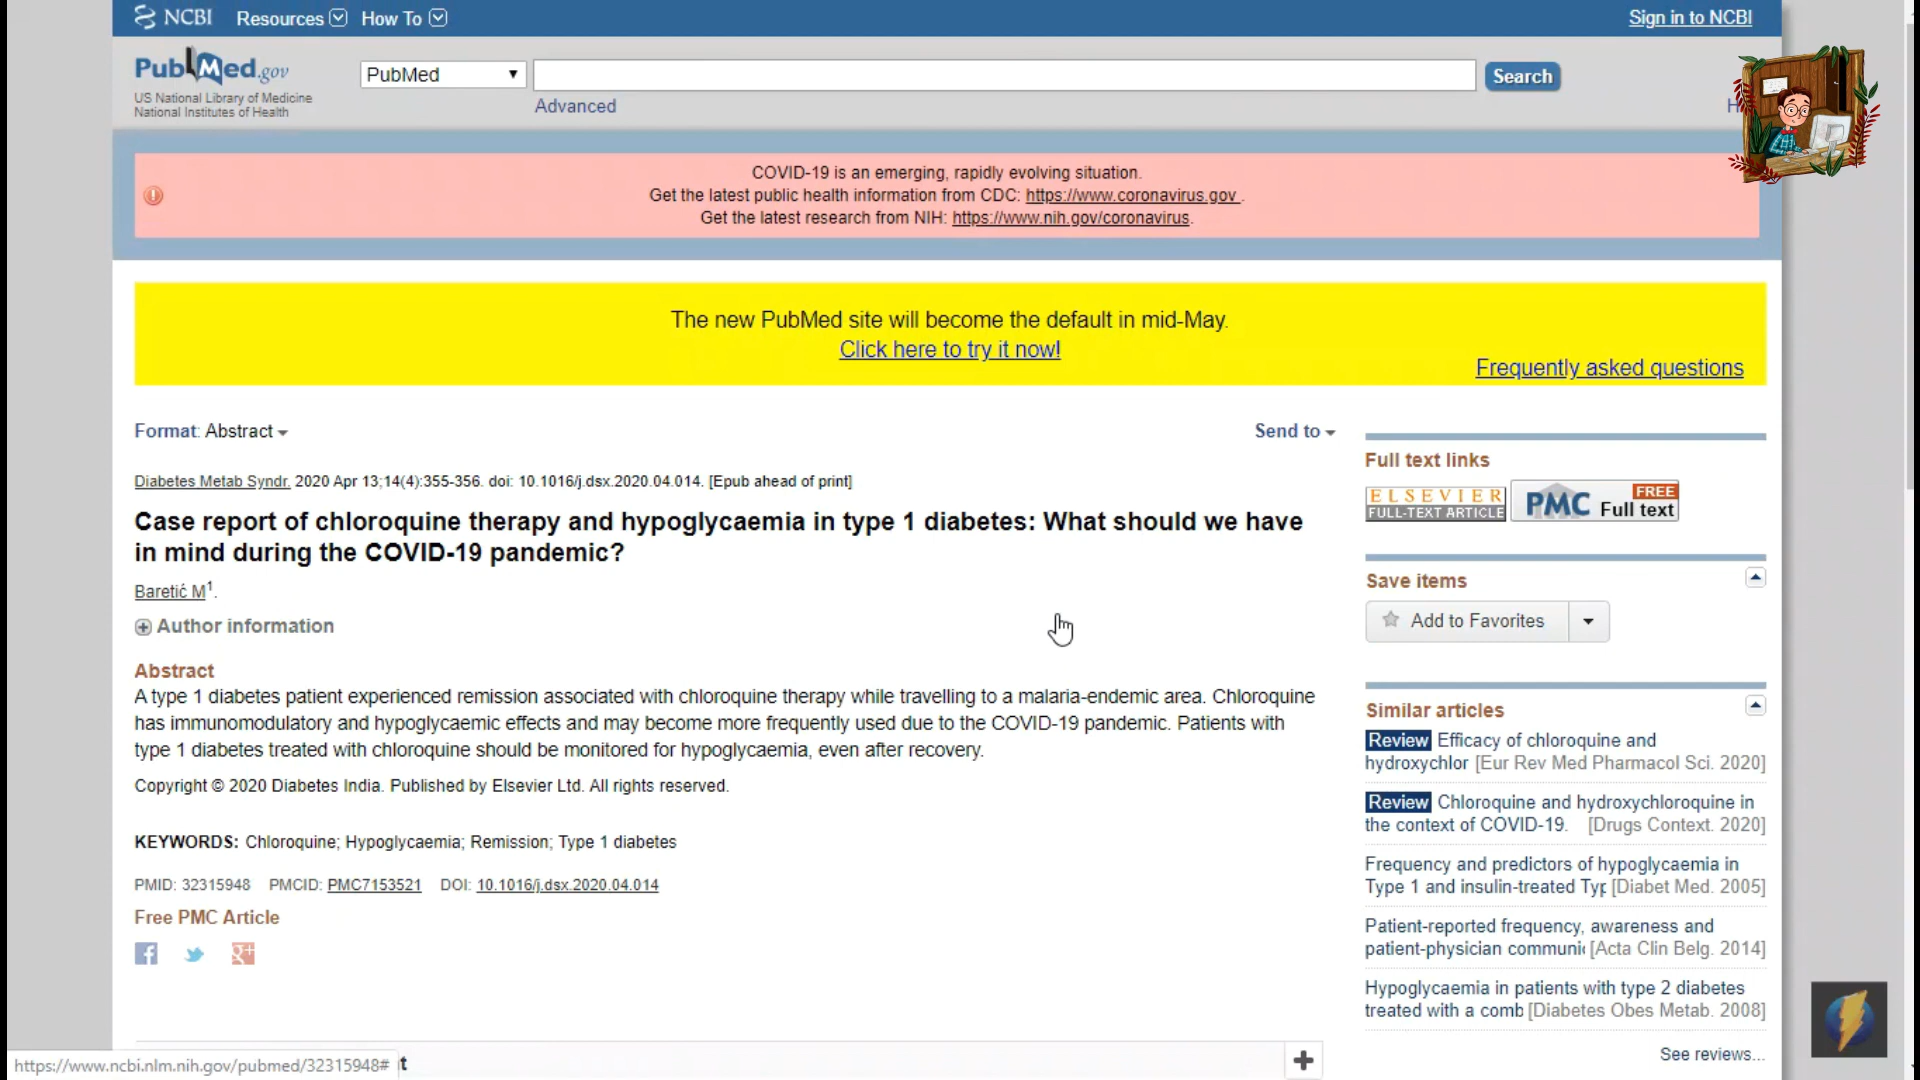 NCBI Resources How To Sign in to NCBI
PubMed.gov
US National Library of Medicine
National Institutes of Health
PubMed
Search
Advanced
COVID-19 is an emerging, rapidly evolving situation.
Get the latest public health information from CDC: https://www.coronavirus.gov .
Get the latest research from NIH: https://www.nih.gov/coronavirus.
The new PubMed site will become the default in mid-May.
Click here to try it now!
Frequently asked questions
Format: Abstract
Send to
Diabetes Metab Syndr. 2020 Apr 13;14(4):355-356. doi: 10.1016/j.dsx.2020.04.014. [Epub ahead of print]
Case report of chloroquine therapy and hypoglycaemia in type 1 diabetes: What should we have
in mind during the COVID-19 pandemic?
Baretić M1.
Author information
Abstract
A type 1 diabetes patient experienced remission associated with chloroquine therapy while travelling to a malaria-endemic area. Chloroquine
has immunomodulatory and hypoglycaemic effects and may become more frequently used due to the COVID-19 pandemic. Patients with
type 1 diabetes treated with chloroquine should be monitored for hypoglycaemia, even after recovery.
Copyright © 2020 Diabetes India. Published by Elsevier Ltd. All rights reserved.
KEYWORDS: Chloroquine; Hypoglycaemia; Remission; Type 1 diabetes
PMID: 32315948 PMCID: PMC7153521 DOI: 10.1016/j.dsx.2020.04.014
Free PMC Article
Full text links
ELSEVIER
FULL-TEXT ARTICLE
PMC FREE
Full text
Save items
Add to Favorites
Similar articles
Review Efficacy of chloroquine and
hydroxychlor [Eur Rev Med Pharmacol Sci. 2020]
Review Chloroquine and hydroxychloroquine in
the context of COVID-19. [Drugs Context. 2020]
Frequency and predictors of hypoglycaemia in
Type 1 and insulin-treated Typ [Diabet Med. 2005]
Patient-reported frequency, awareness and
patient-physician communi [Acta Clin Belg. 2014]
Hypoglycaemia in patients with type 2 diabetes
treated with a comb [Diabetes Obes Metab. 2008]
See reviews...
https://www.ncbi.nlm.nih.gov/pubmed/32315948#